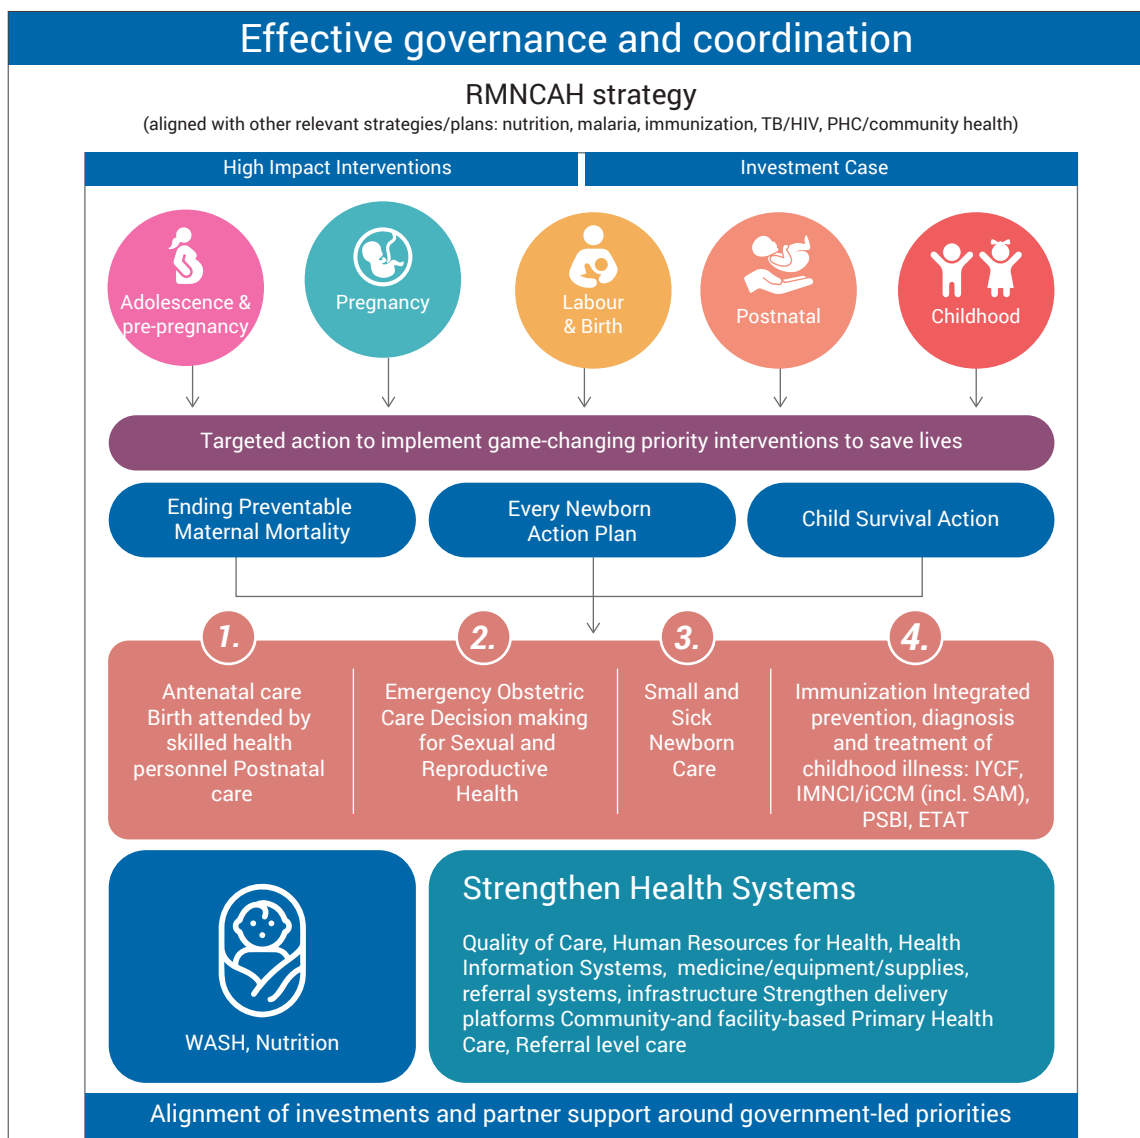 Effective governance and coordination
RMNCAH strategy
(aligned with other relevant strategies/plans: nutrition, malaria, immunization, TB/HIV, PHC/community health)
High Impact Interventions
Investment Case
Adolescence &
pre-pregnancy
Pregnancy
Labour
& Birth
Postnatal
Childhood
Targeted action to implement game-changing priority interventions to save lives
Ending Preventable
Maternal Mortality
Every Newborn
Action Plan
Child Survival Action
1.
Antenatal care
Birth attended by
skilled health
personnel Postnatal
care
2.
Emergency Obstetric
Care Decision making
for Sexual and
Reproductive
Health
3.
Small and
Sick
Newborn
Care
4.
Immunization Integrated
prevention, diagnosis
and treatment of
childhood illness: IYCF,
IMNCI/iCCM (incl. SAM),
PSBI, ETAT
WASH, Nutrition
Strengthen Health Systems
Quality of Care, Human Resources for Health, Health
Information Systems, medicine/equipment/supplies,
referral systems, infrastructure Strengthen delivery
platforms Community-and facility-based Primary Health
Care, Referral level care
Alignment of investments and partner support around government-led priorities